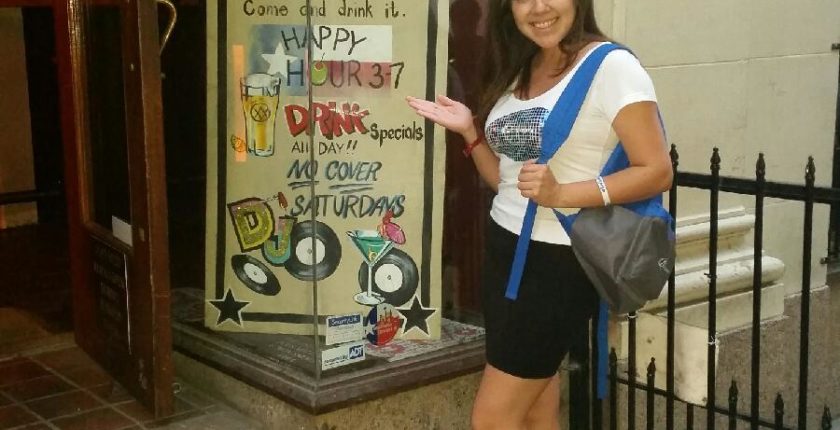 Come and drink it.
HAPPY
HOUR 3-7
DRINK Specials
ALL DAY!!
NO COVER
SATURDAYS
DJ's
ADT